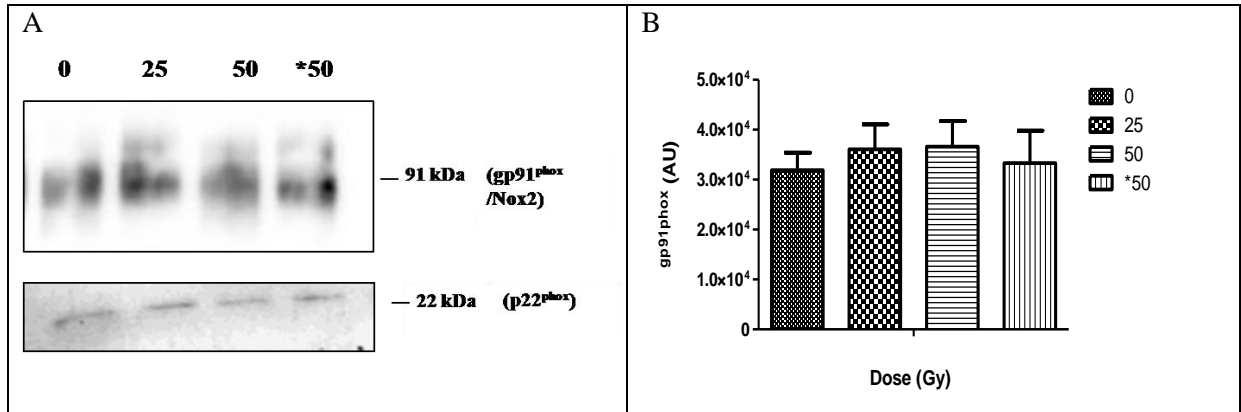 A
0 25 50 *50
— 91 kDa (gp91phox
/Nox2)
— 22 kDa (p22phox)
B
gp91phox (AU)
5.0×10⁴
4.0×10⁴
3.0×10⁴
2.0×10⁴
1.0×10⁴
0
Dose (Gy)
0
25
50
*50